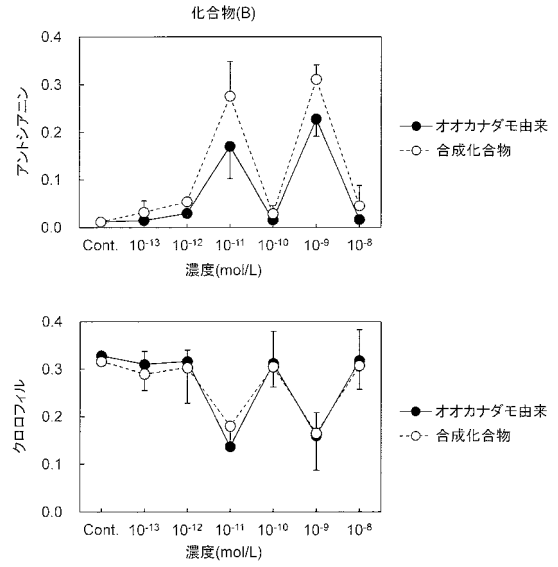 化合物(B)
0.4
0.3
0.2
0.1
0.0
アントシアニン
Cont. 10-13 10-12 10-11 10-10 10-9 10-8
濃度(mol/L)
オオカナダモ由来
合成化合物
0.4
0.3
0.2
0.1
0.0
クロロフィル
Cont. 10-13 10-12 10-11 10-10 10-9 10-8
濃度(mol/L)
オオカナダモ由来
合成化合物